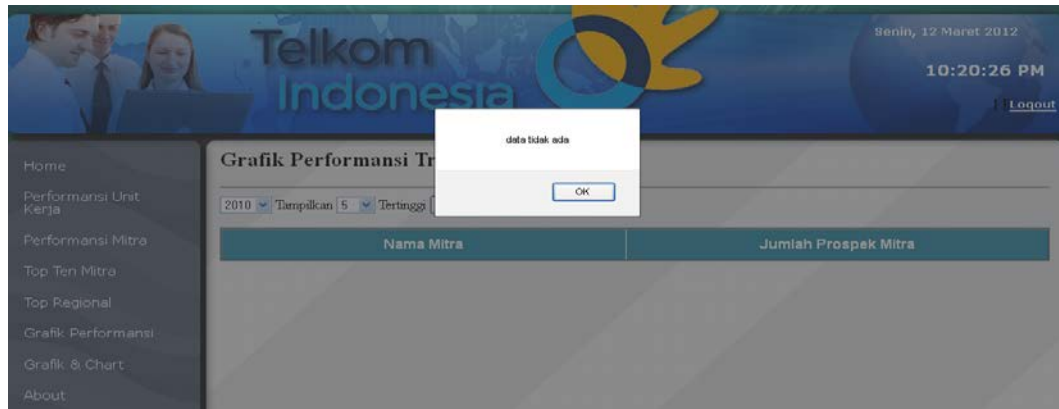 Telkom
Indonesia
Senin, 12 Maret 2012
10:20:26 PM
Logout
data tidak ada
OK
Home
Performansi Unit
Kerja
Performansi Mitra
Top Ten Mitra
Top Regional
Grafik Performansi
Grafik & Chart
About
Grafik Performansi Tr
2010 Tampilkan 5 Tertinggi
Nama Mitra Jumlah Prospek Mitra